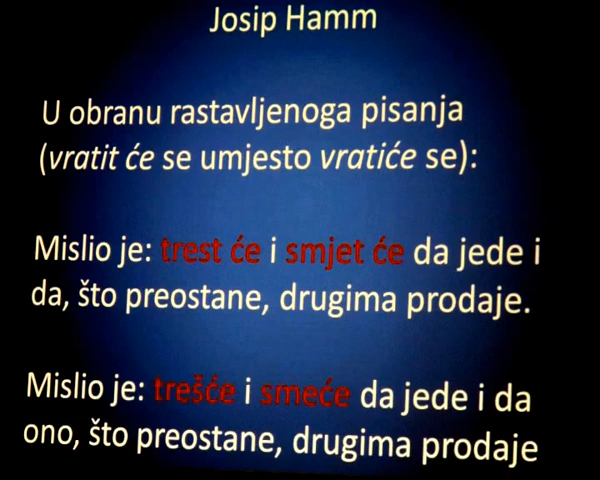 Josip Hamm
U obranu rastavljenoga pisanja
(vratit će se umjesto vratiće se):
Mislio je: trest će i smjet će da jede i
da, što preostane, drugima prodaje.
Mislio je: trešće i smeće da jede i da
ono, što preostane, drugima prodaje